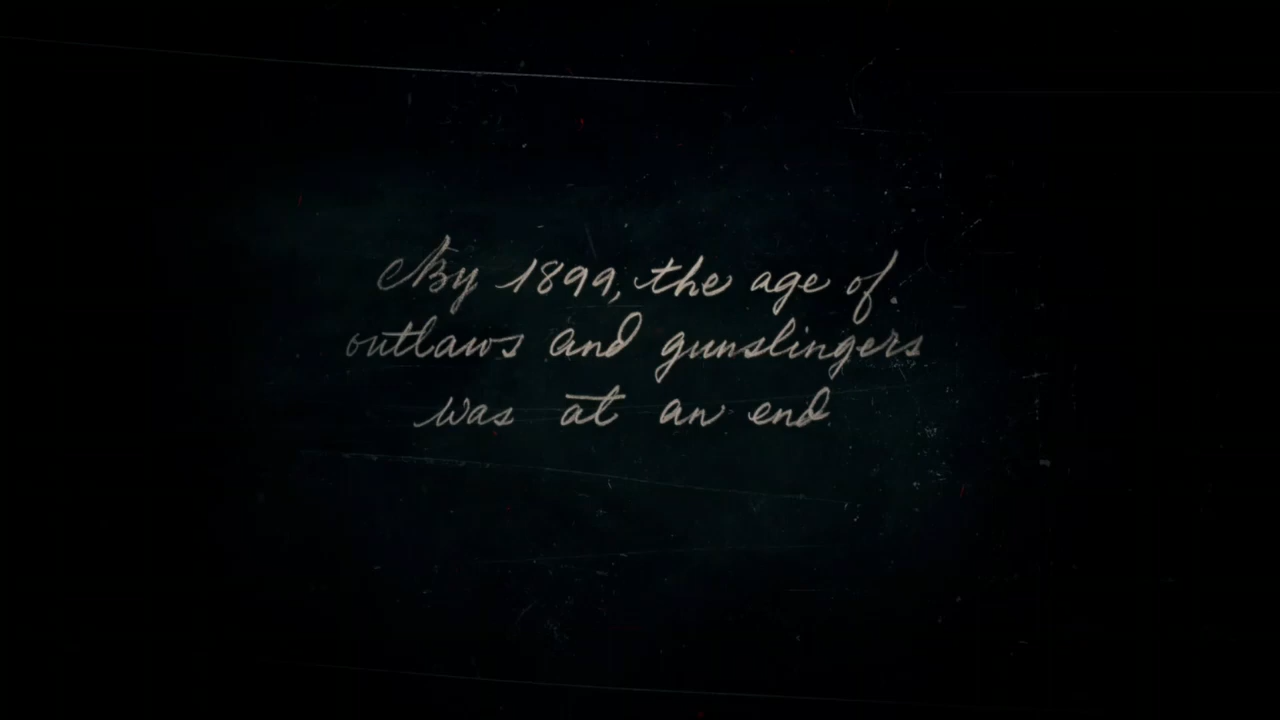 By 1899, the age of
outlaws and gunslingers
was at an end